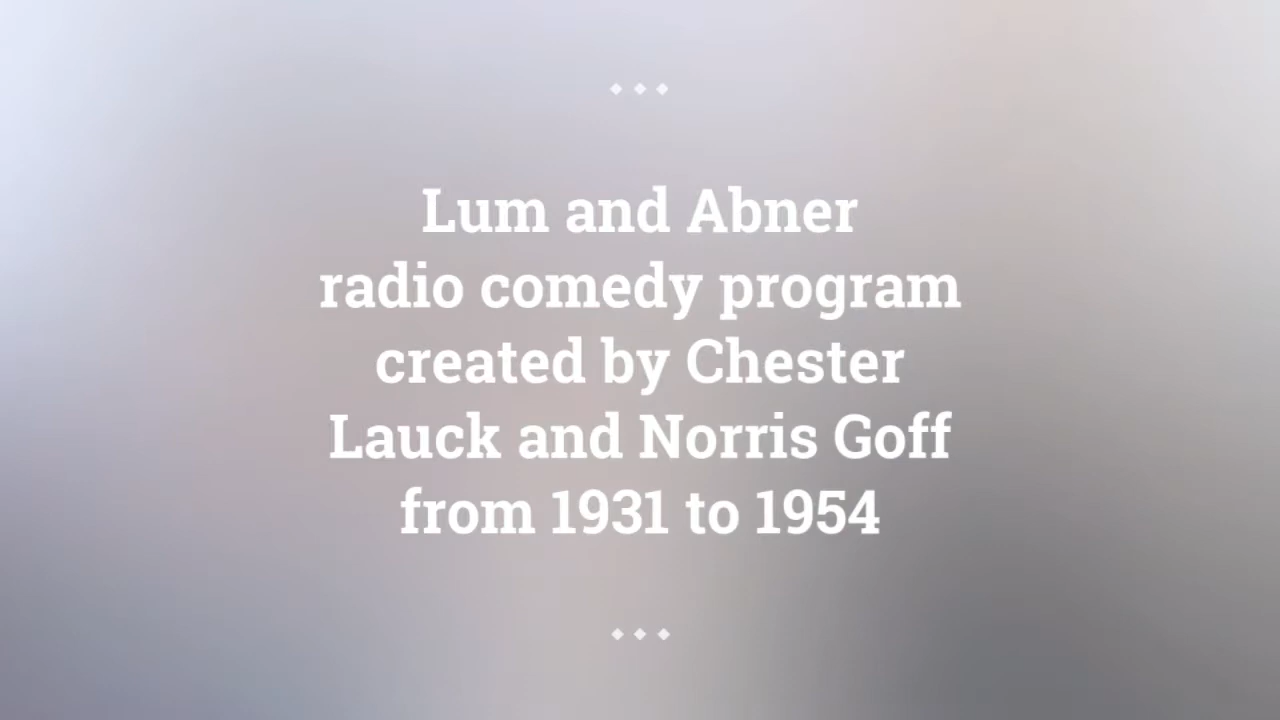 Lum and Abner
radio comedy program
created by Chester
Lauck and Norris Goff
from 1931 to 1954